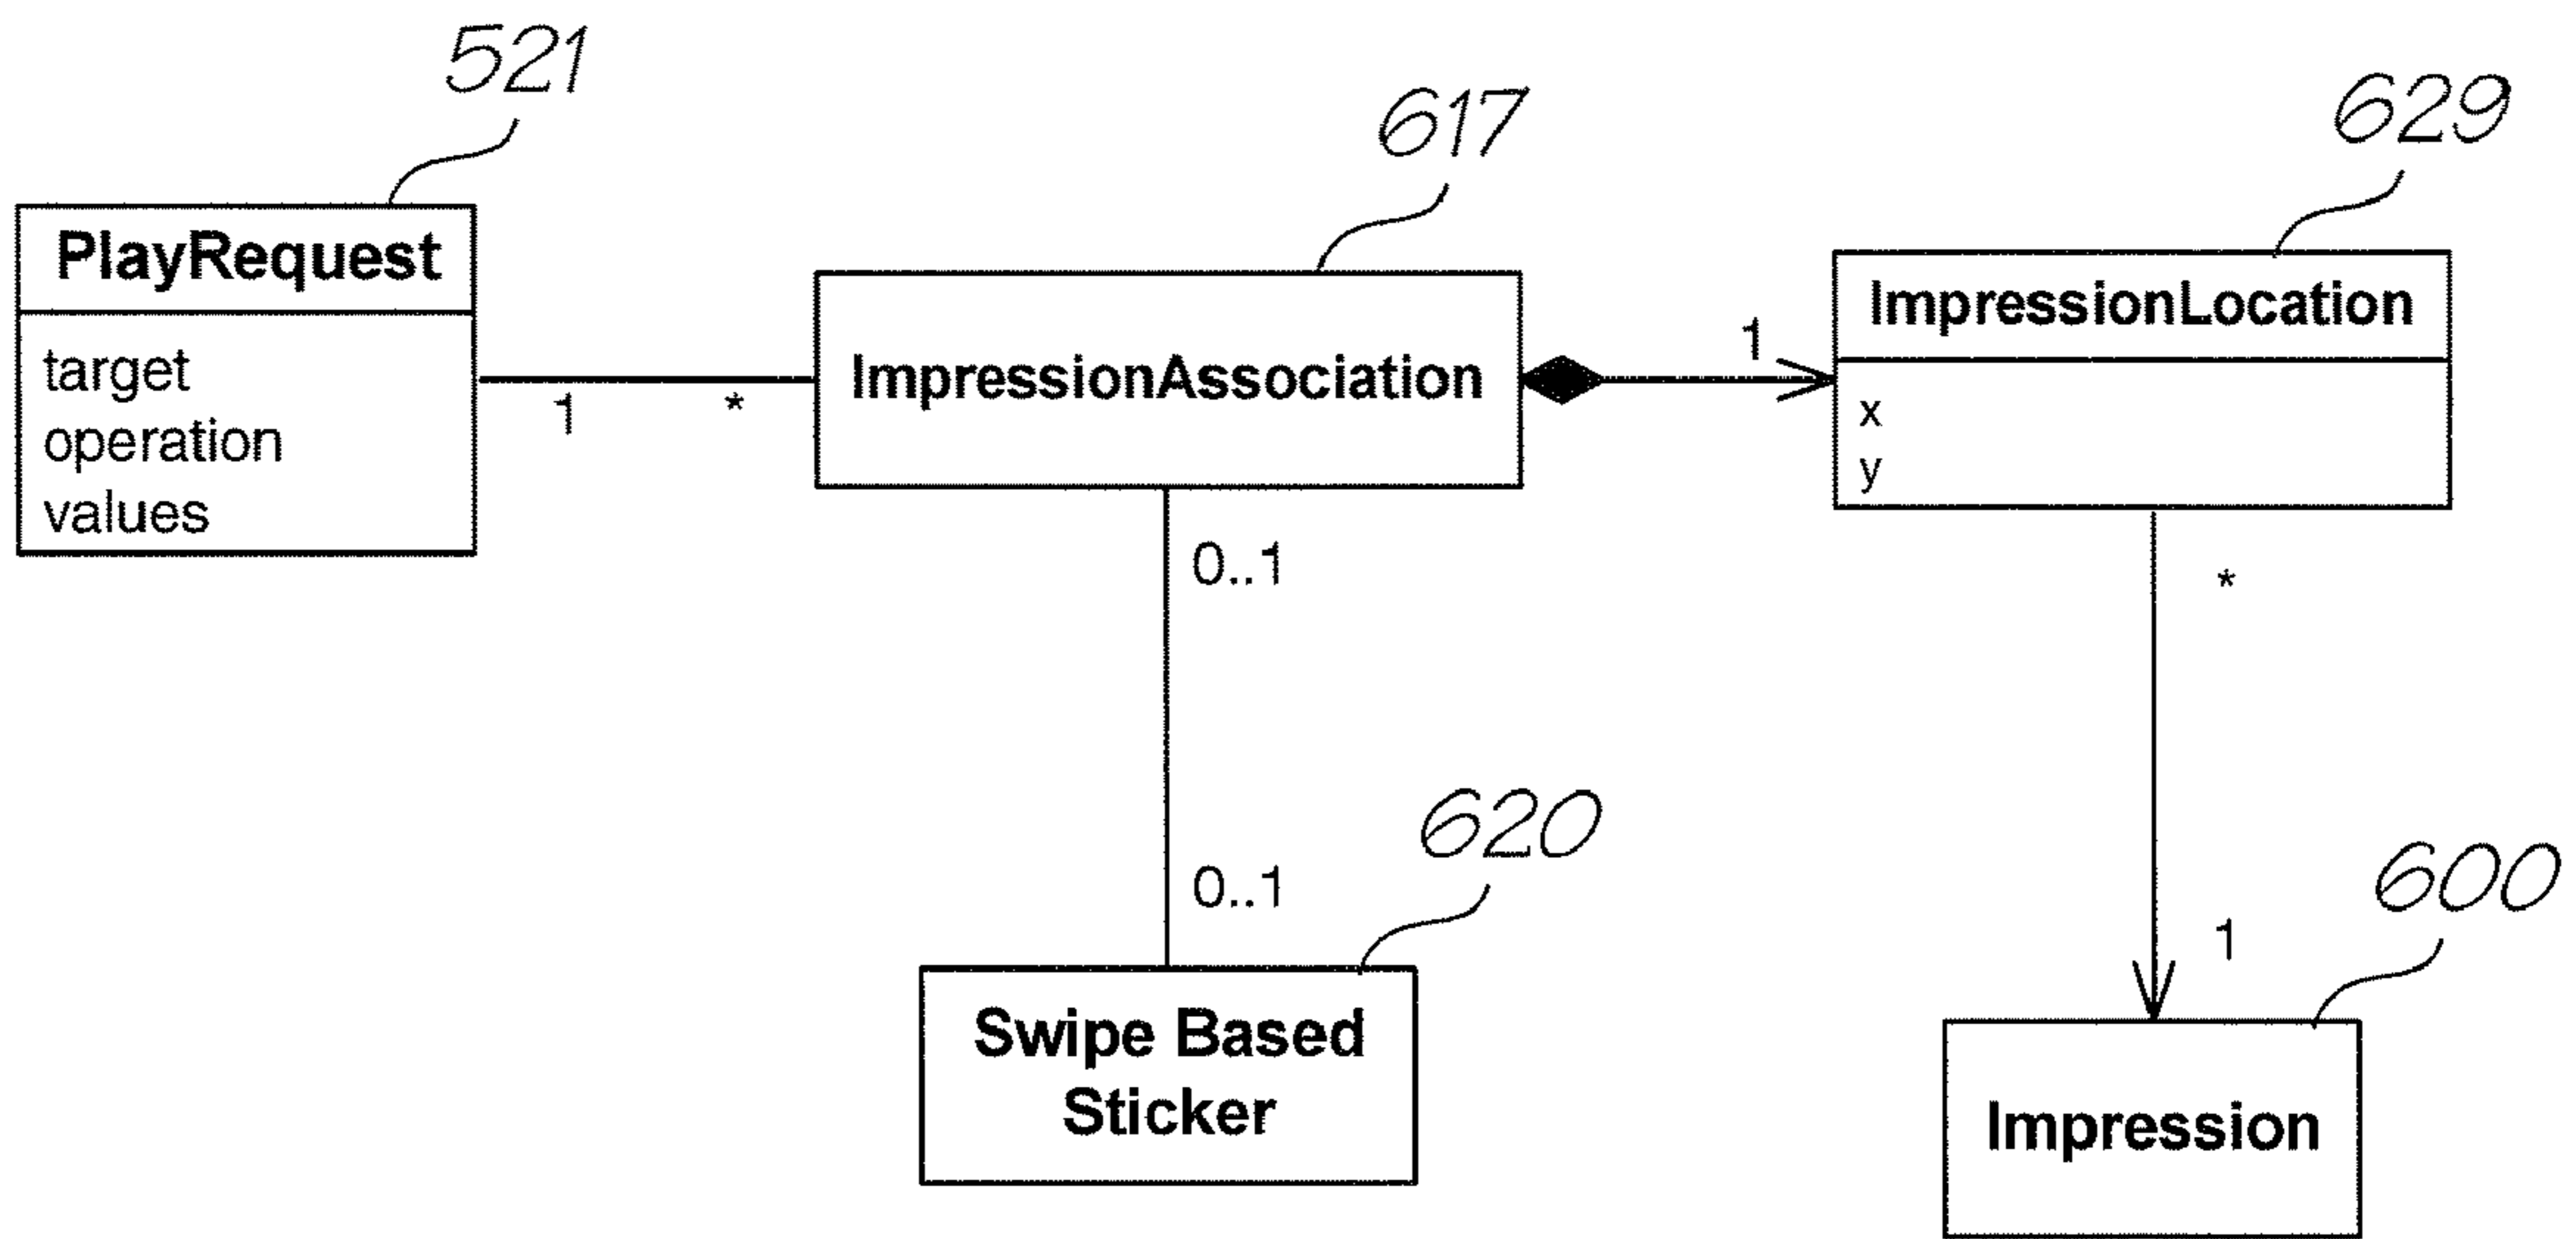 521
617
629
PlayRequest
target
operation
values
1
*
ImpressionAssociation
1
ImpressionLocation
x
y
0..1
*
0..1
620
1
600
Swipe Based
Sticker
Impression